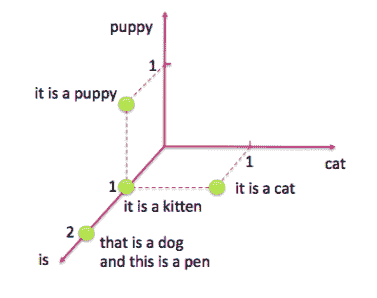 puppy
1
it is a puppy
1
cat
1
it is a cat
it is a kitten
2
that is a dog
and this is a pen
is